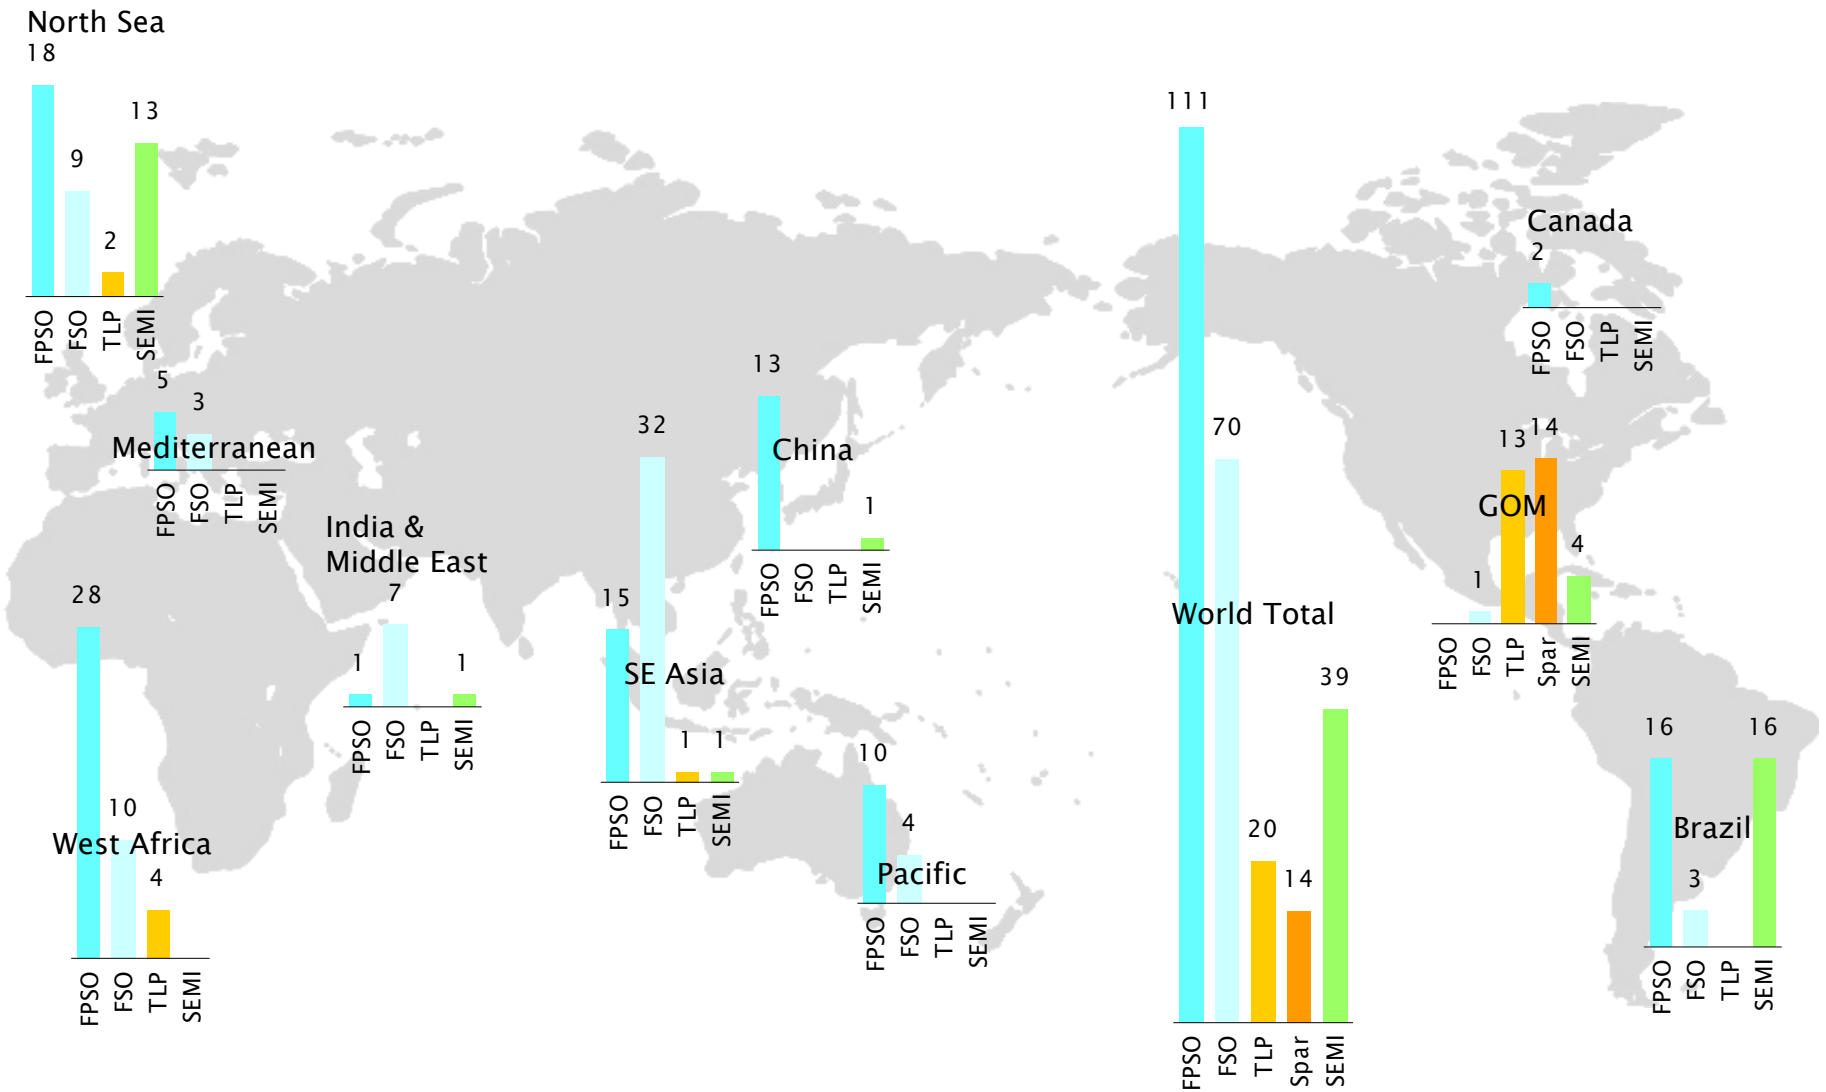 North Sea
18
9
2
13
FPSO
FSO
TLP
SEMI
5
3
Mediterranean
FPSO
FSO
TLP
SEMI
India &
Middle East
1
7
1
FPSO
FSO
TLP
SEMI
28
10
4
West Africa
FPSO
FSO
TLP
SEMI
15
32
1
1
SE Asia
FPSO
FSO
TLP
SEMI
13
1
China
FPSO
FSO
TLP
SEMI
10
4
Pacific
FPSO
FSO
TLP
SEMI
111
70
20
14
39
World Total
FPSO
FSO
TLP
Spar
SEMI
Canada
2
FPSO
FSO
TLP
SEMI
1
13
14
4
GOM
FPSO
FSO
TLP
Spar
SEMI
16
3
16
Brazil
FPSO
FSO
TLP
SEMI